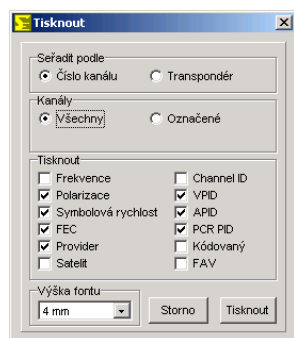 Tisknout
Seřadit podle
Číslo kanálu Transpondér
Kanály
Všechny Označené
Tisknout
Frekvence Channel ID
Polarizace VPID
Symbolová rychlost APID
FEC PCR PID
Provider Kódovaný
Satelit FAV
Výška fontu
4 mm Storno Tisknout